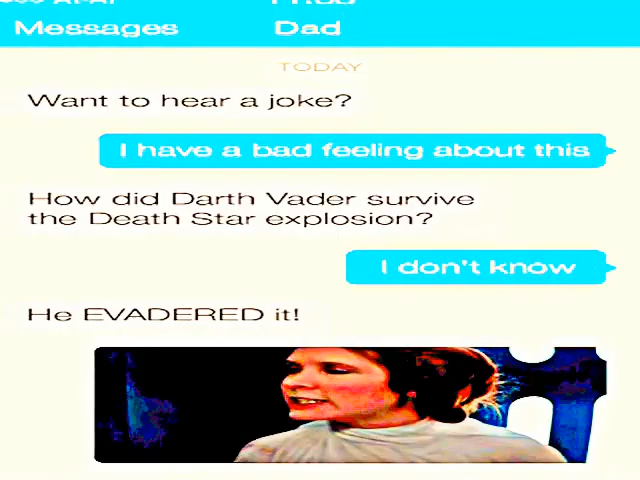 Messages Dad
TODAY
Want to hear a joke?
I have a bad feeling about this
How did Darth Vader survive
the Death Star explosion?
I don't know
He EVADERED it!